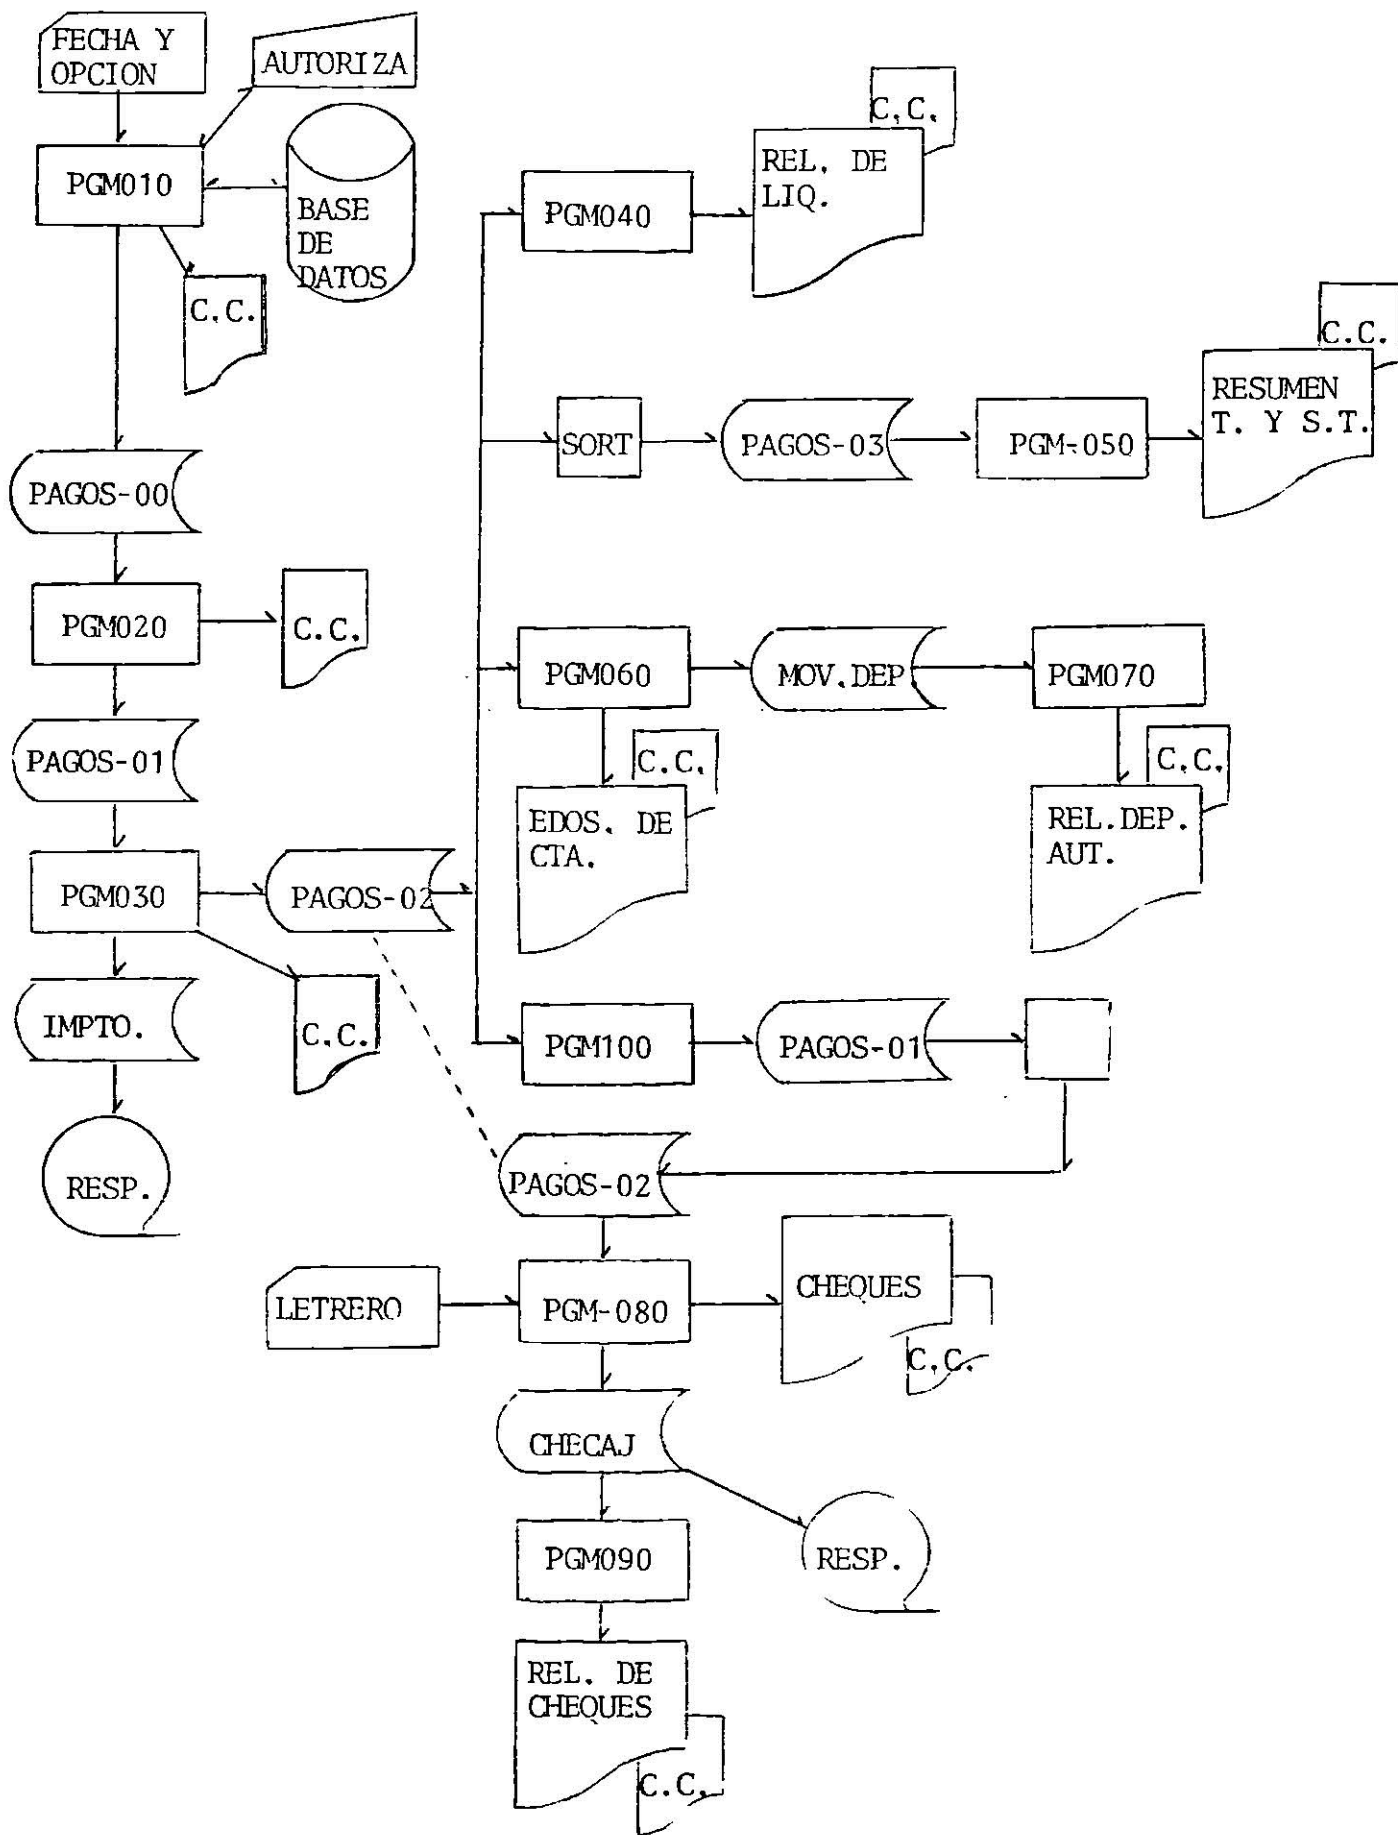 FECHA Y
OPCION
AUTORIZA
PGM010
BASE
DE
DATOS
C.C.
PAGOS-00
PGM020
C.C.
PAGOS-01
PGM030
PAGOS-02
C.C.
IMPTO.
RESP.
PGM040
REL. DE
LIQ.
C.C.
SORT
PAGOS-03
PGM-050
RESUMEN
T. Y S.T.
C.C.
PGM060
MOV.DEP
PGM070
C.C.
EDOS. DE
CTA.
C.C.
REL.DEP.
AUT.
PGM100
PAGOS-01
PAGOS-02
LETRERO
PGM-080
CHEQUES
C.C.
CHECAJ
RESP.
PGM090
REL. DE
CHEQUES
C.C.